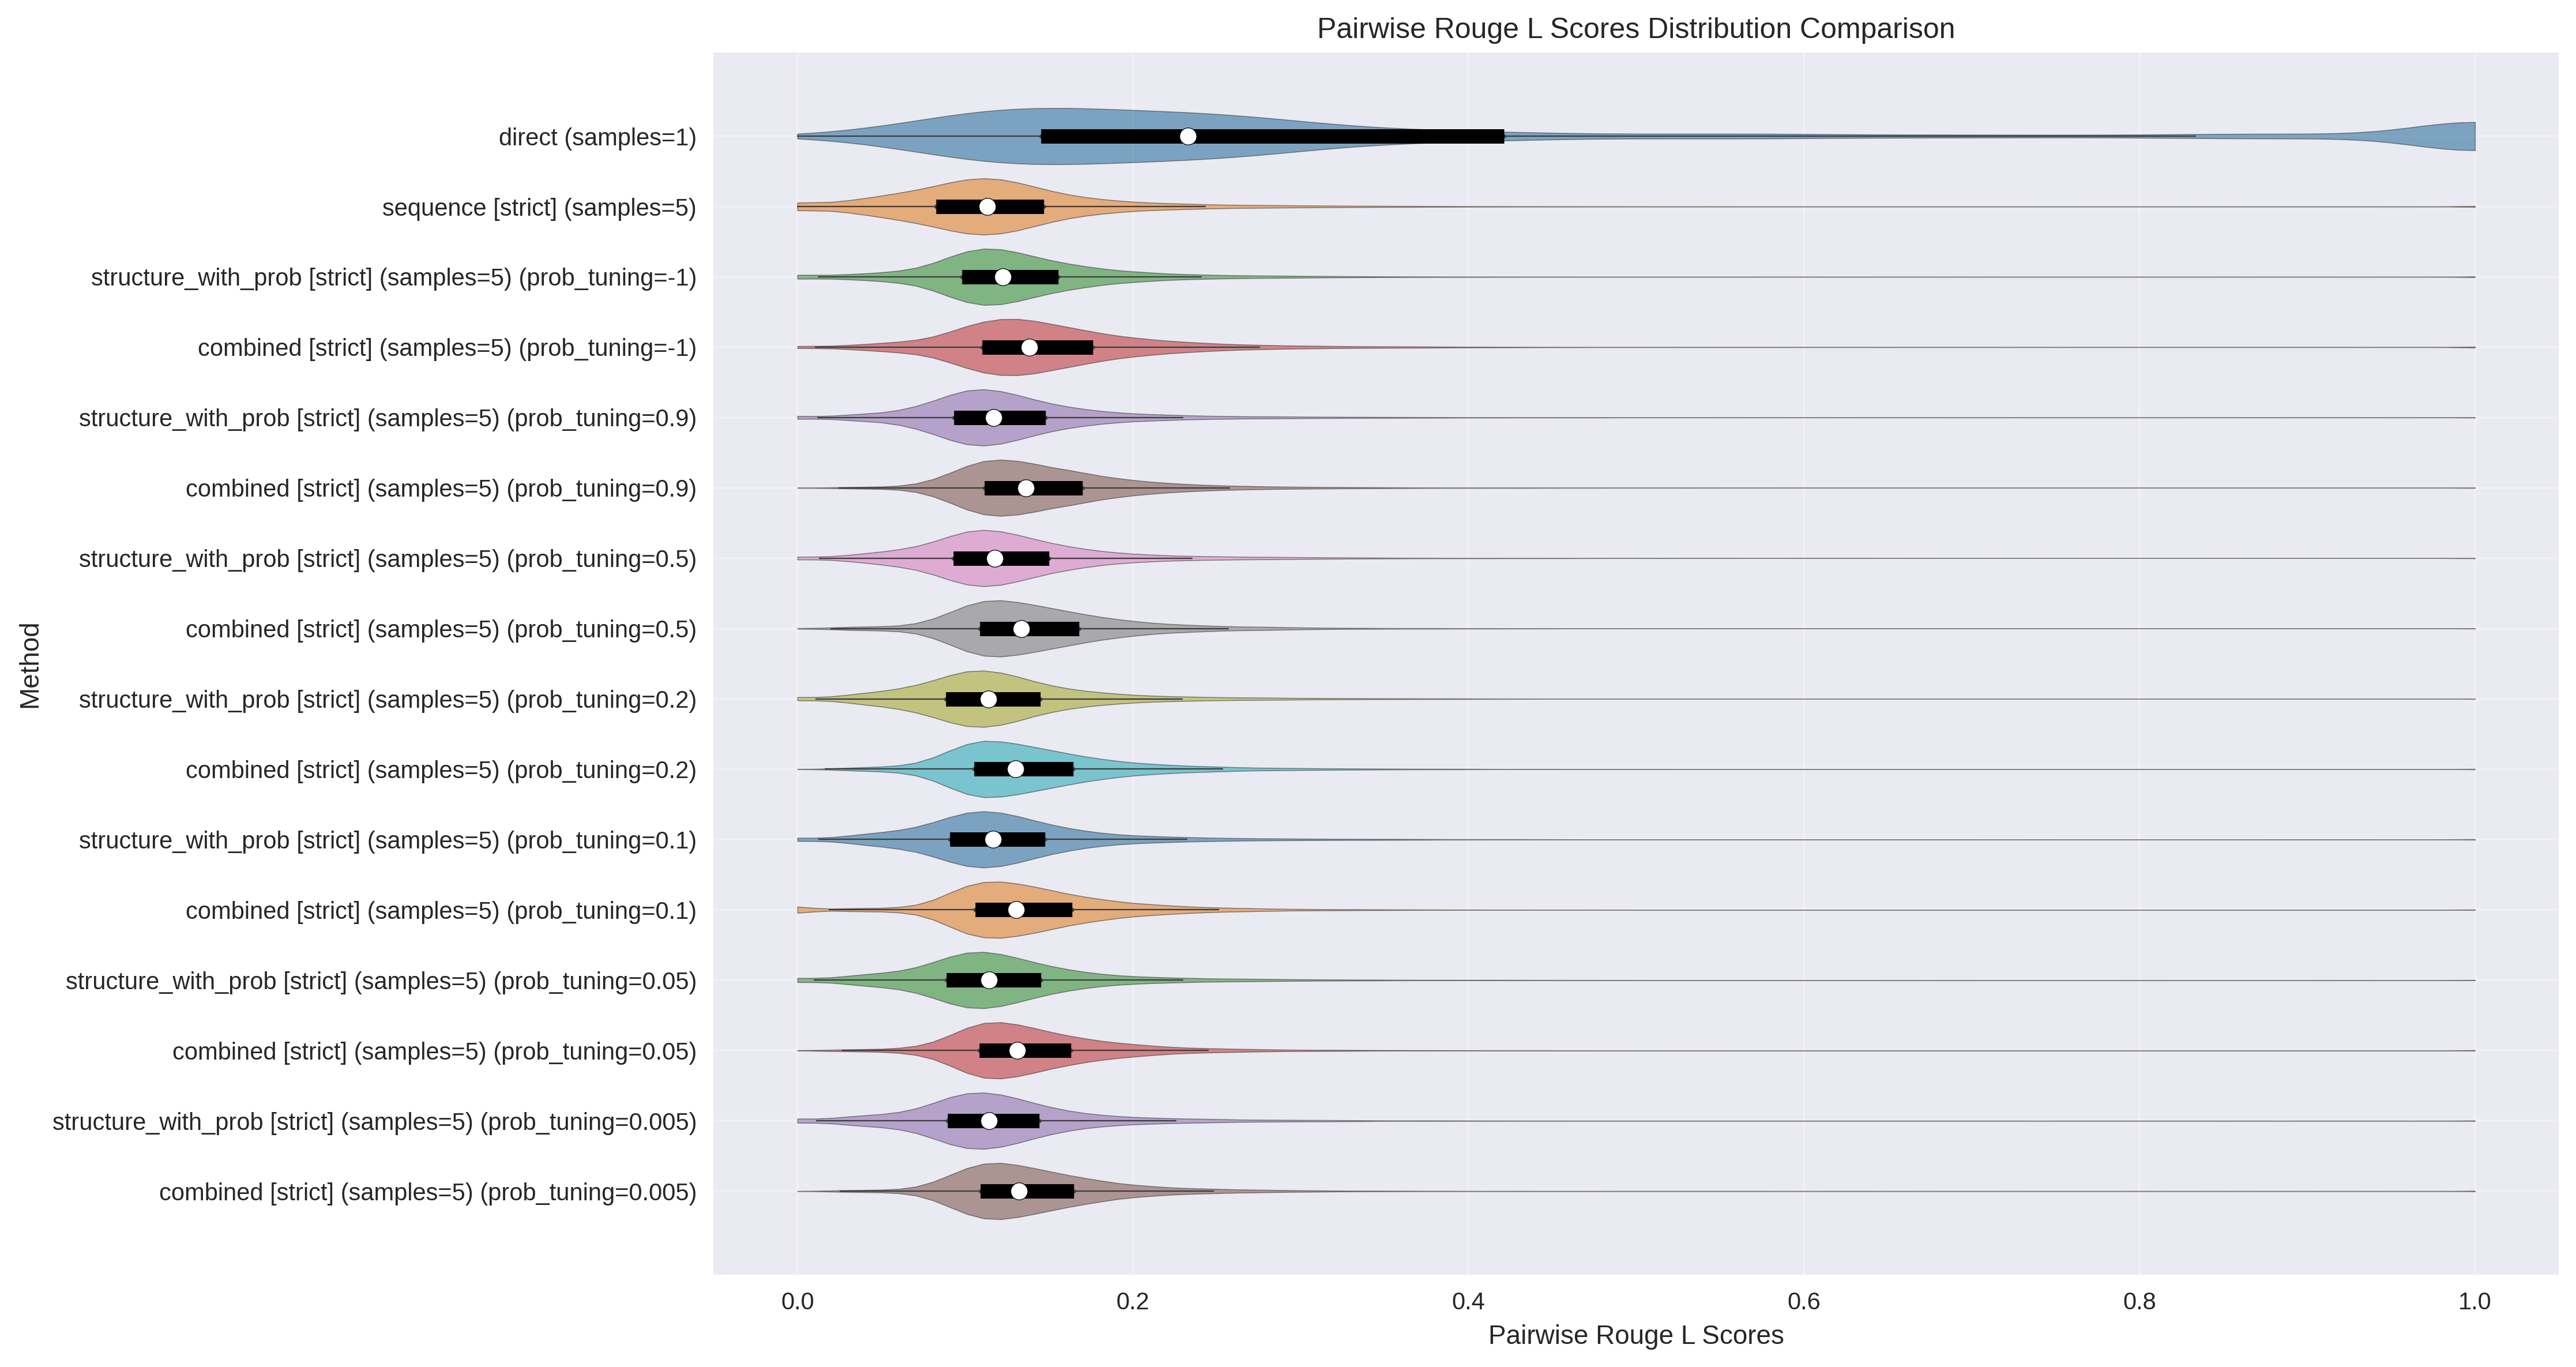 Pairwise Rouge L Scores Distribution Comparison
direct (samples=1)
sequence [strict] (samples=5)
structure_with_prob [strict] (samples=5) (prob_tuning=-1)
combined [strict] (samples=5) (prob_tuning=-1)
structure_with_prob [strict] (samples=5) (prob_tuning=0.9)
combined [strict] (samples=5) (prob_tuning=0.9)
structure_with_prob [strict] (samples=5) (prob_tuning=0.5)
combined [strict] (samples=5) (prob_tuning=0.5)
structure_with_prob [strict] (samples=5) (prob_tuning=0.2)
combined [strict] (samples=5) (prob_tuning=0.2)
structure_with_prob [strict] (samples=5) (prob_tuning=0.1)
combined [strict] (samples=5) (prob_tuning=0.1)
structure_with_prob [strict] (samples=5) (prob_tuning=0.05)
combined [strict] (samples=5) (prob_tuning=0.05)
structure_with_prob [strict] (samples=5) (prob_tuning=0.005)
combined [strict] (samples=5) (prob_tuning=0.005)
Method
0.0 0.2 0.4 0.6 0.8 1.0
Pairwise Rouge L Scores